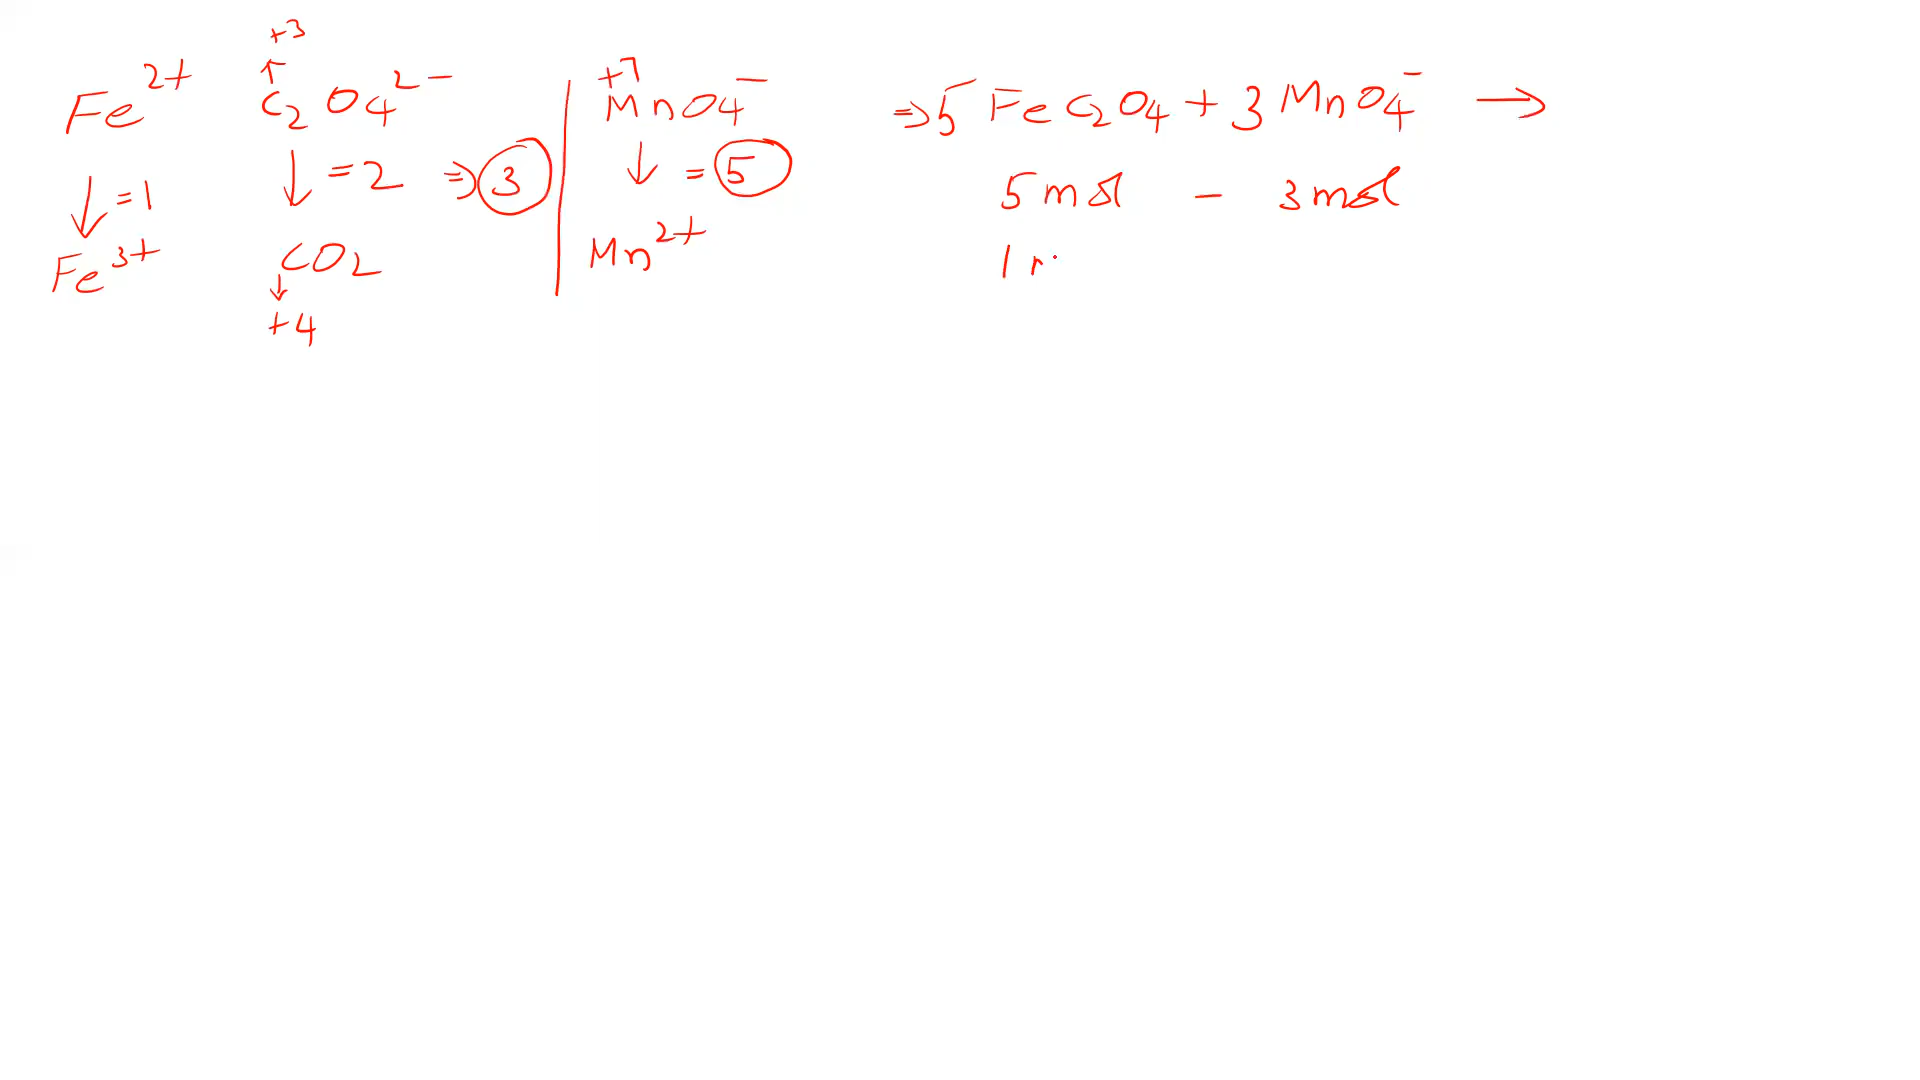 +3
Fe²⁺ C₂O₄²⁻
↓ = 1 ↓ = 2 ⇒ 3
Fe³⁺ CO₂
+4
+7
MnO₄⁻
↓ = 5
Mn²⁺
⇒ 5 FeC₂O₄ + 3 MnO₄⁻ →
5 mol - 3 mol
1